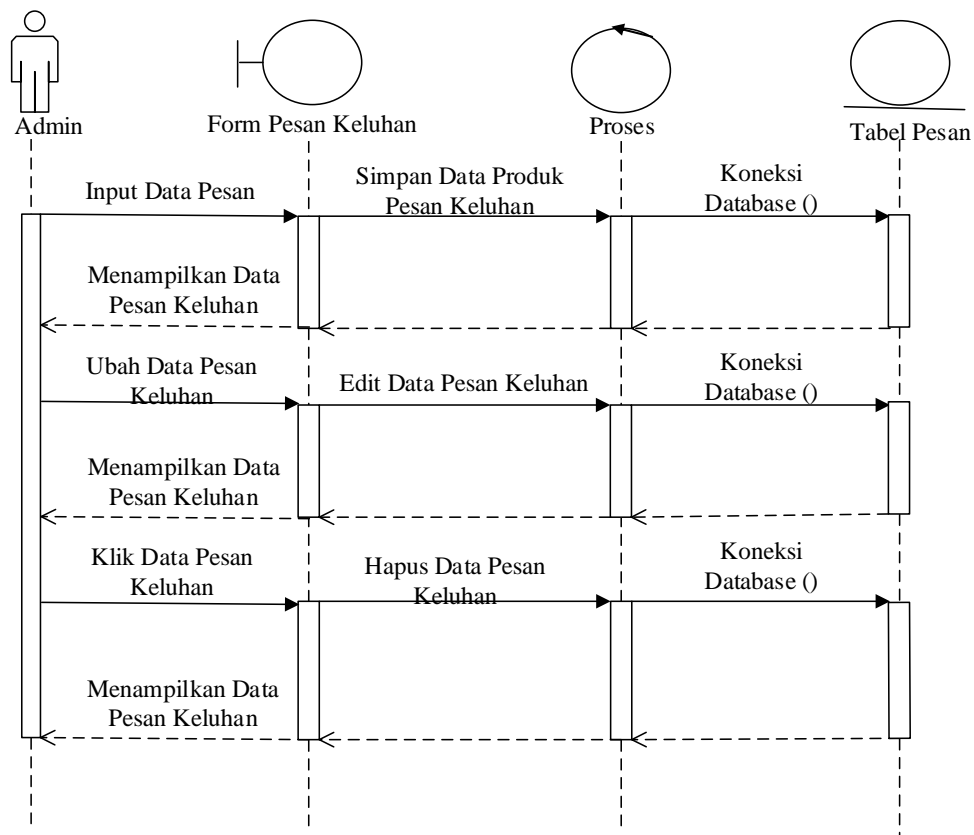 Admin
Form Pesan Keluhan
Proses
Tabel Pesan
Input Data Pesan
Simpan Data Produk
Pesan Keluhan
Koneksi
Database ()
Menampilkan Data
Pesan Keluhan
Ubah Data Pesan
Keluhan
Edit Data Pesan Keluhan
Koneksi
Database ()
Menampilkan Data
Pesan Keluhan
Klik Data Pesan
Keluhan
Hapus Data Pesan
Keluhan
Koneksi
Database ()
Menampilkan Data
Pesan Keluhan